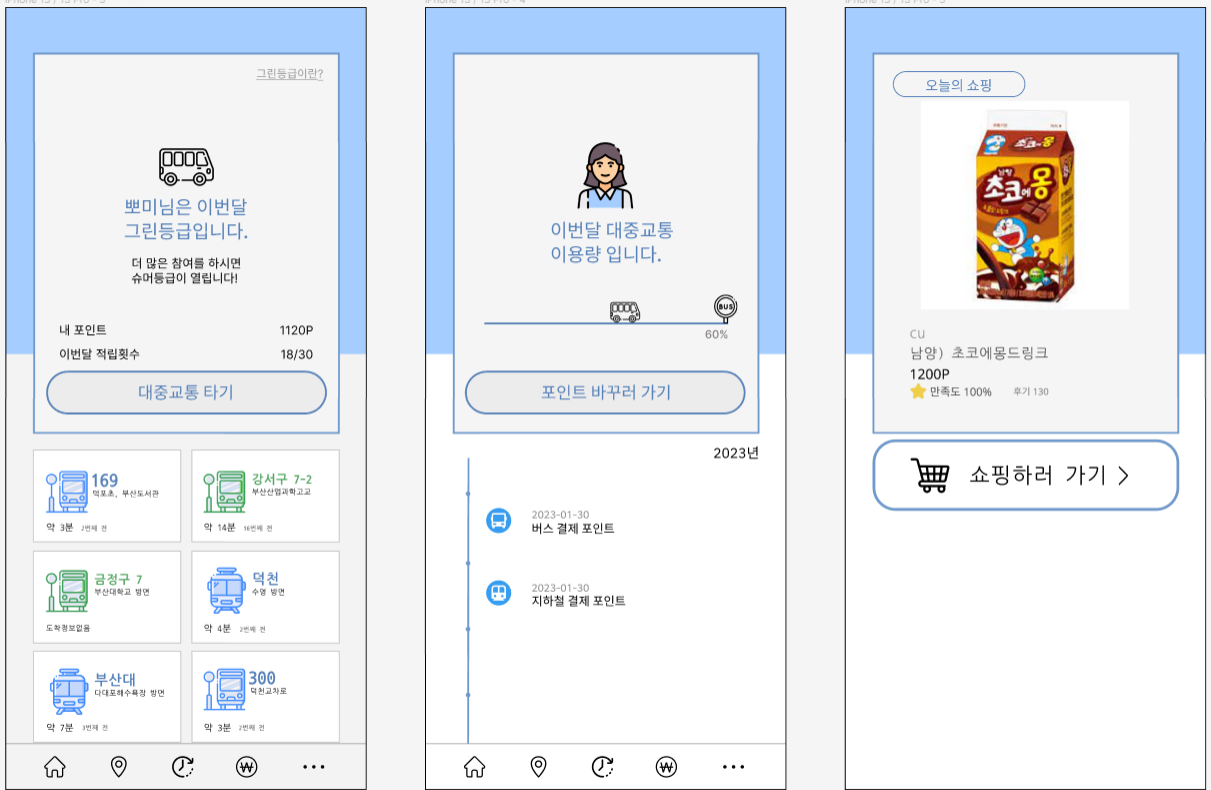 그린등급이란?
뽀미님은 이번달
그린등급입니다.
더 많은 참여를 하시면
슈머등급이 열립니다!
내 포인트 1120P
이번달 적립횟수 18/30
대중교통 타기
169
덕포초, 부산도서관
약 3분 2번째 전
강서구 7-2
부산산업과학고교
약 14분 16번째 전
금정구 7
부산대학교 방면
도착정보없음
덕천
수영 방면
약 4분 2번째 전
부산대
다대포해수욕장 방면
약 7분 3번째 전
300
덕천교차로
약 3분 2번째 전
이번달 대중교통
이용량 입니다.
BUS
60%
포인트 바꾸러 가기
2023년
2023-01-30
버스 결제 포인트
2023-01-30
지하철 결제 포인트
오늘의 쇼핑
초코에몽
남양
초코에몽
CU
남양) 초코에몽드링크
1200P
만족도 100% 후기 130
쇼핑하러 가기 >